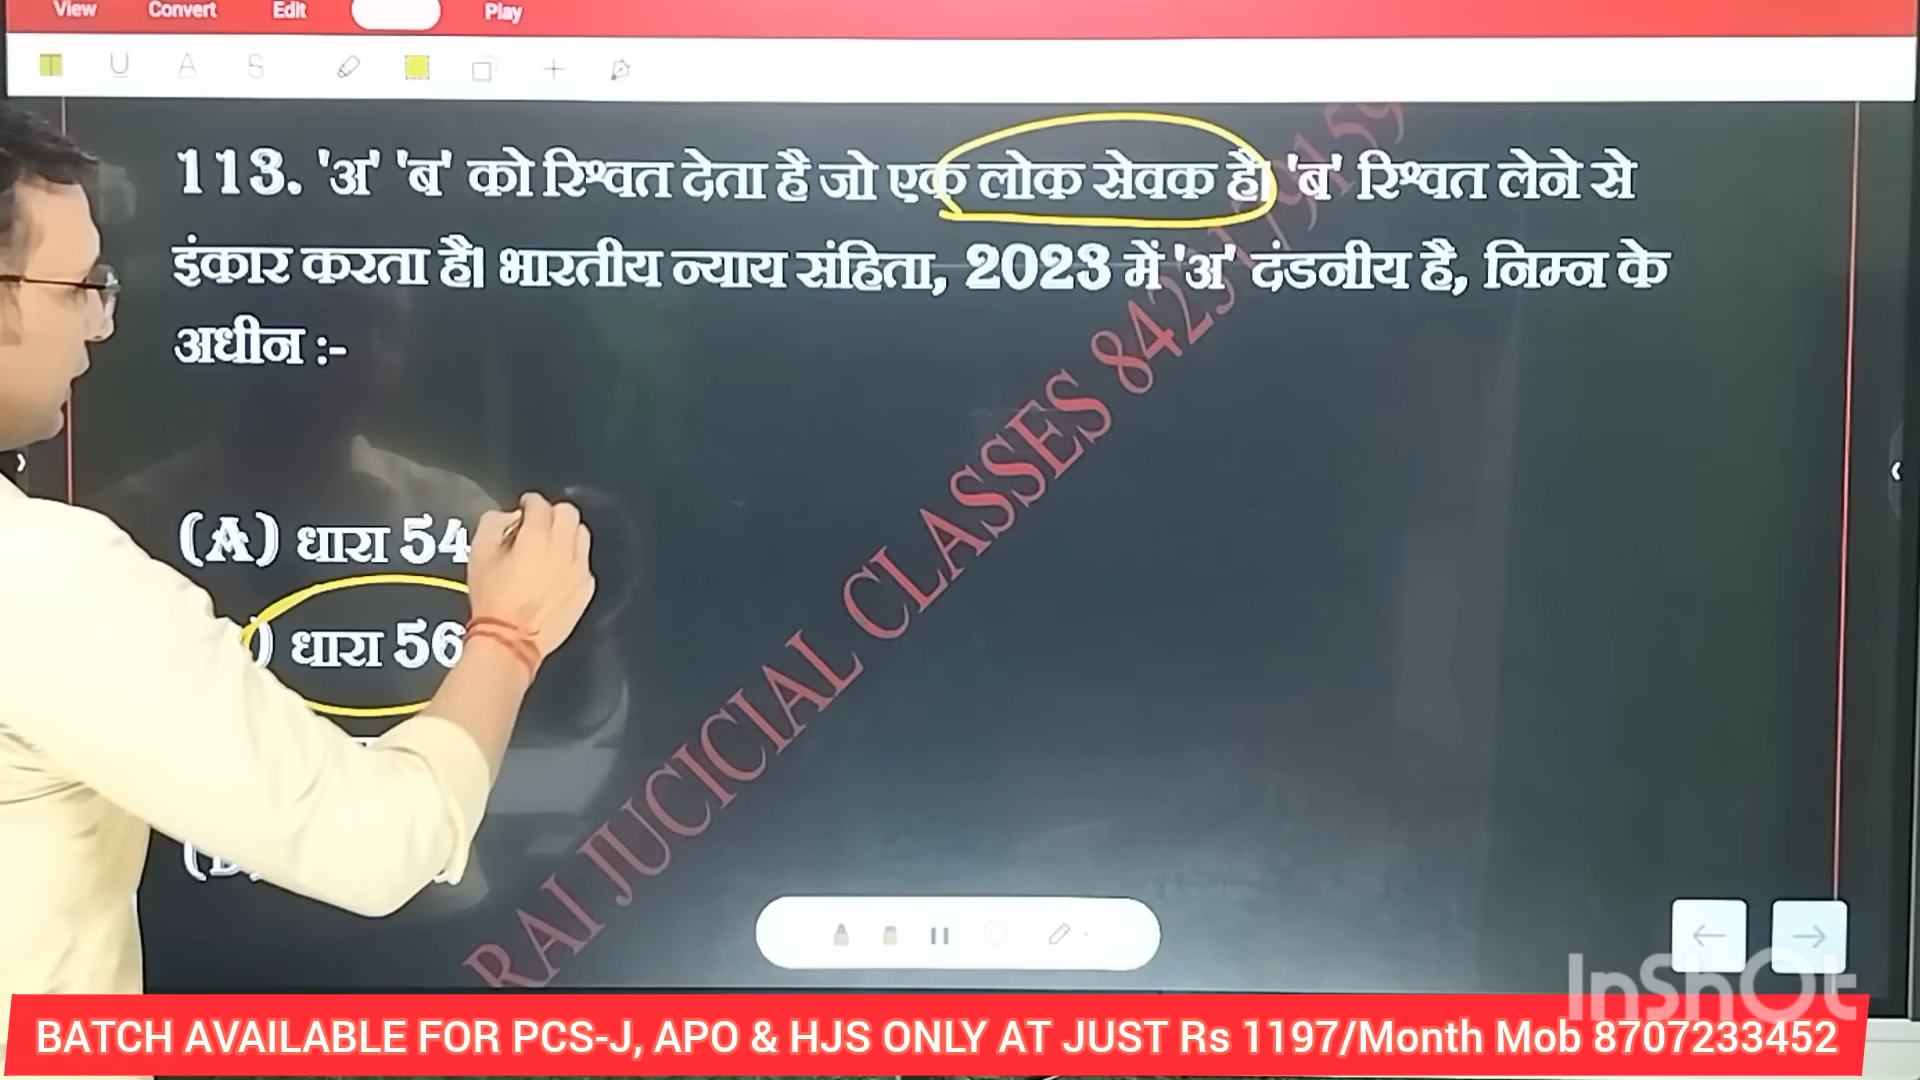 View Convert Edit Play
T U A S
113. 'अ' 'ब' को रिश्वत देता है जो एक लोक सेवक है। 'ब' रिश्वत लेने से
इंकार करता है। भारतीय न्याय संहिता, 2023 में 'अ' दंडनीय है, निम्न के
अधीन :-
(A) धारा 54
) धारा 56
RAI JUCICIAL CLASSES 8423179159
InShOt
BATCH AVAILABLE FOR PCS-J, APO & HJS ONLY AT JUST Rs 1197/Month Mob 8707233452